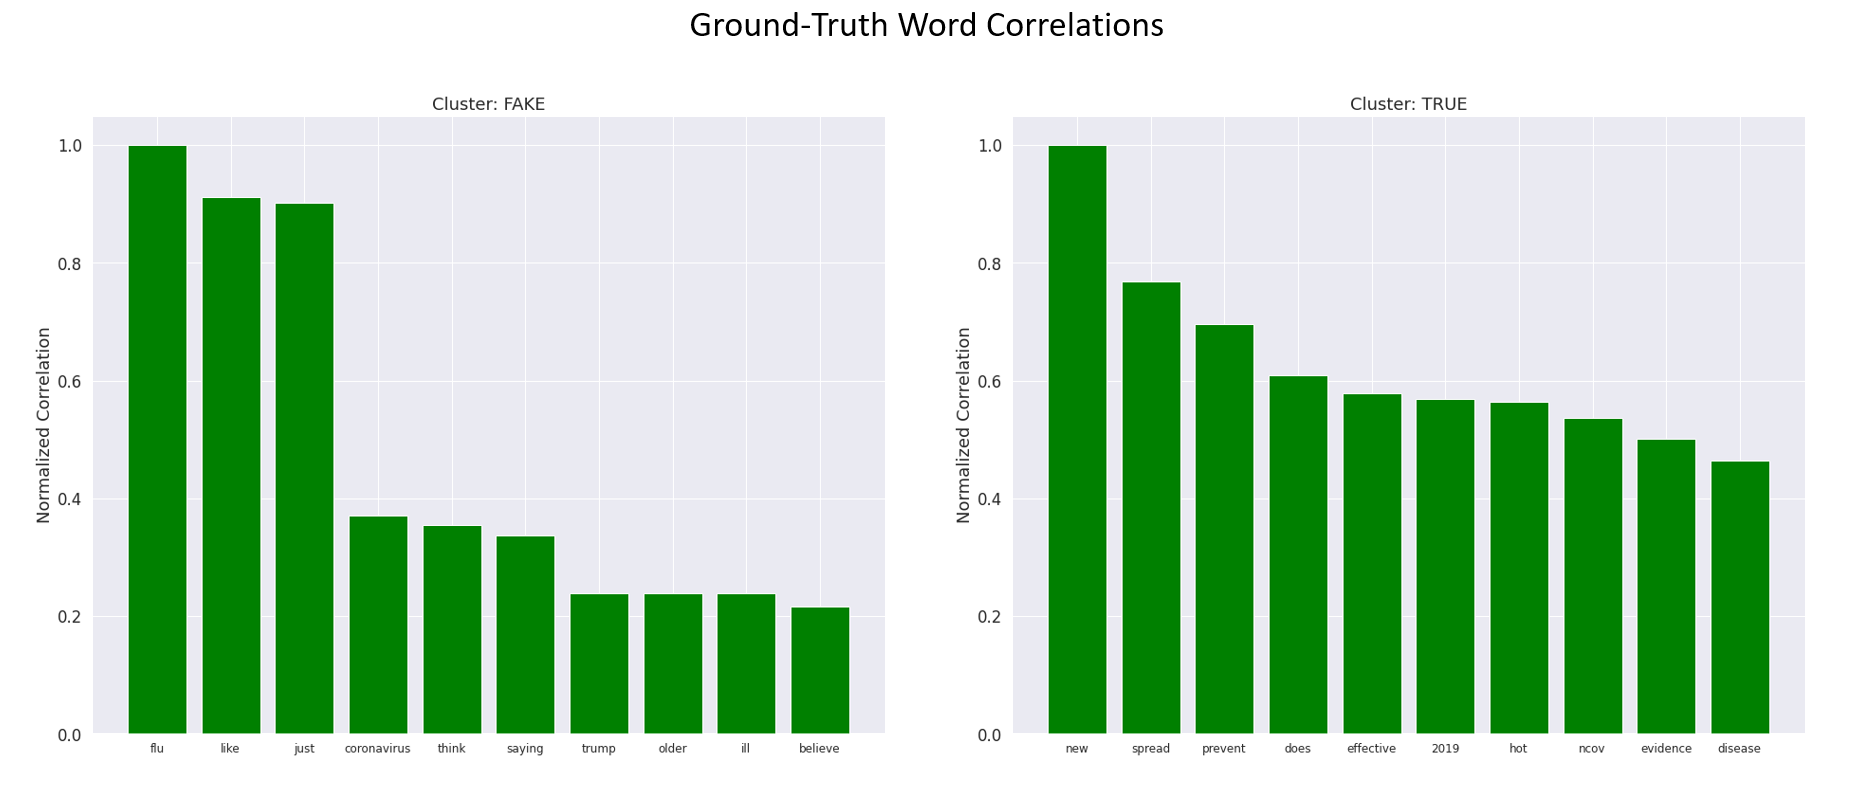 Ground-Truth Word Correlations
Cluster: FAKE
Normalized Correlation
1.0
0.8
0.6
0.4
0.2
0.0
flu like just coronavirus think saying trump older ill believe
Cluster: TRUE
Normalized Correlation
1.0
0.8
0.6
0.4
0.2
0.0
new spread prevent does effective 2019 hot ncov evidence disease